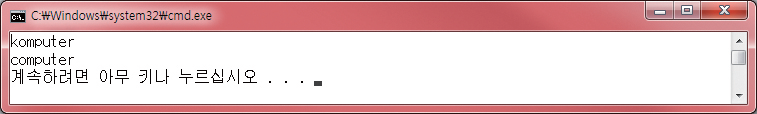 C:\Windows\system32\cmd.exe
komputer
computer
계속하려면 아무 키나 누르십시오 . . .